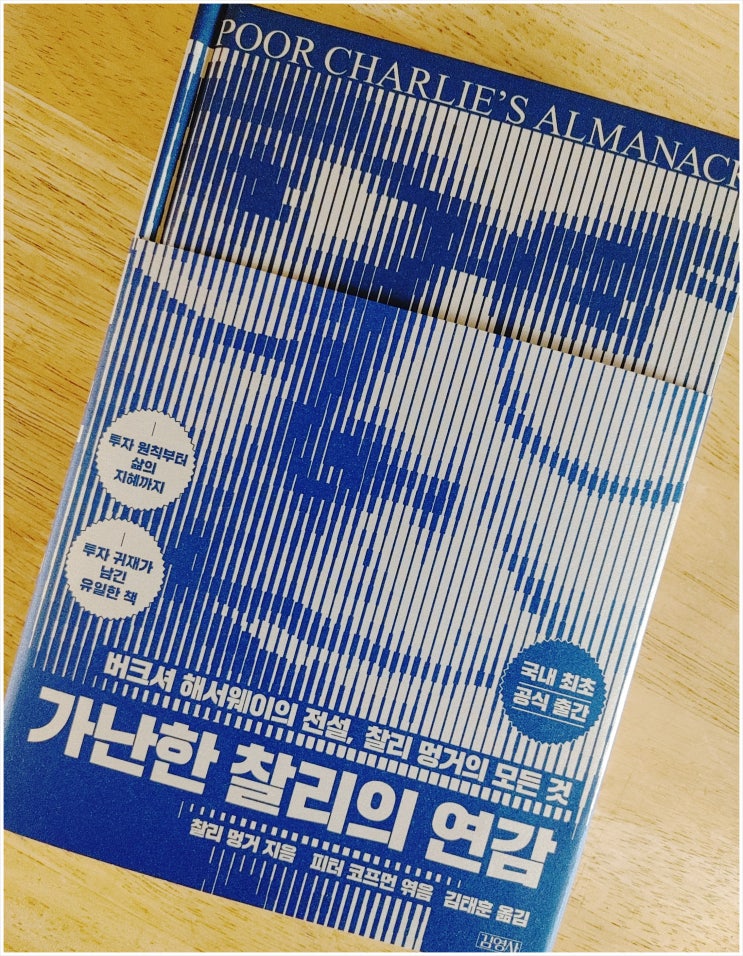 POOR CHARLIE'S ALMANACK
투자 원칙부터
삶의
지혜까지
투자 귀재가
남긴
유일한 책
국내 최초
공식 출간
버크셔 해서웨이의 전설, 찰리 멍거의 모든 것
가난한 찰리의 연감
찰리 멍거 지음 피터 코프먼 엮음 김태훈 옮김
김영사